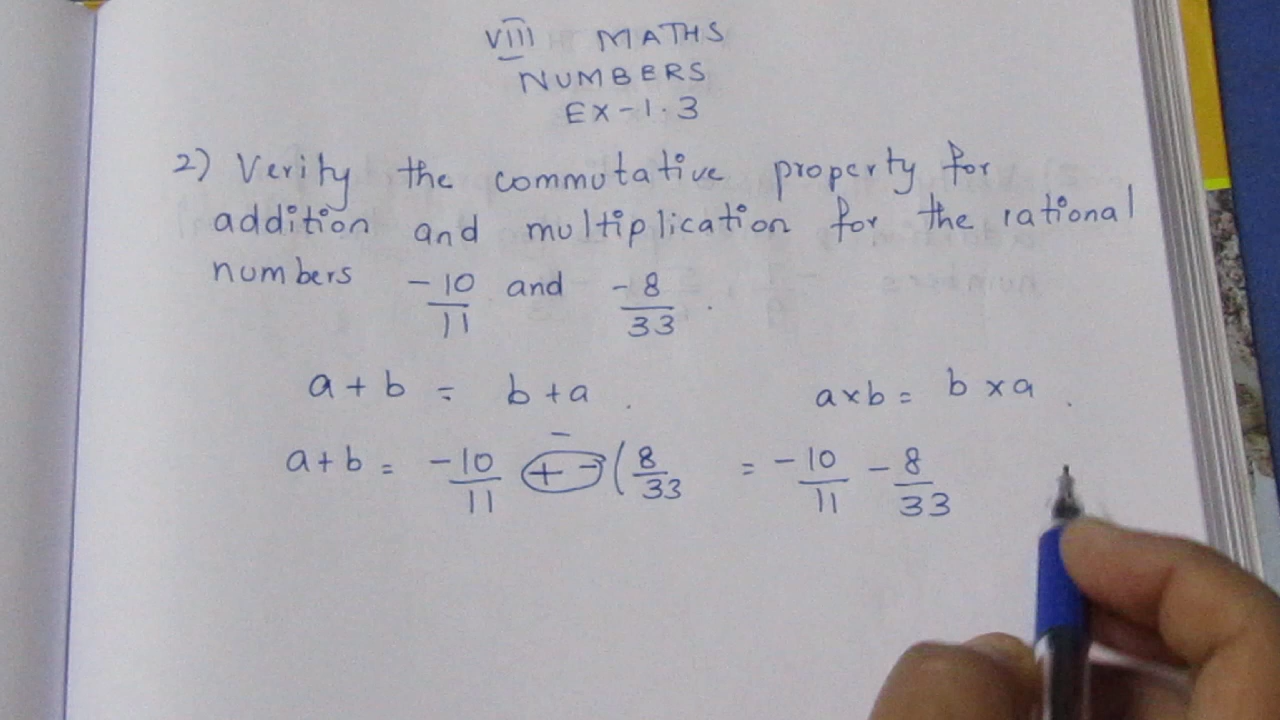 VIII MATHS
NUMBERS
EX-1.3
2) Verify the commutative property for
addition and multiplication for the rational
numbers -10/11 and -8/33.
a + b = b + a. a x b = b x a.
a + b = -10/11 + - (8/33 = -10/11 - 8/33